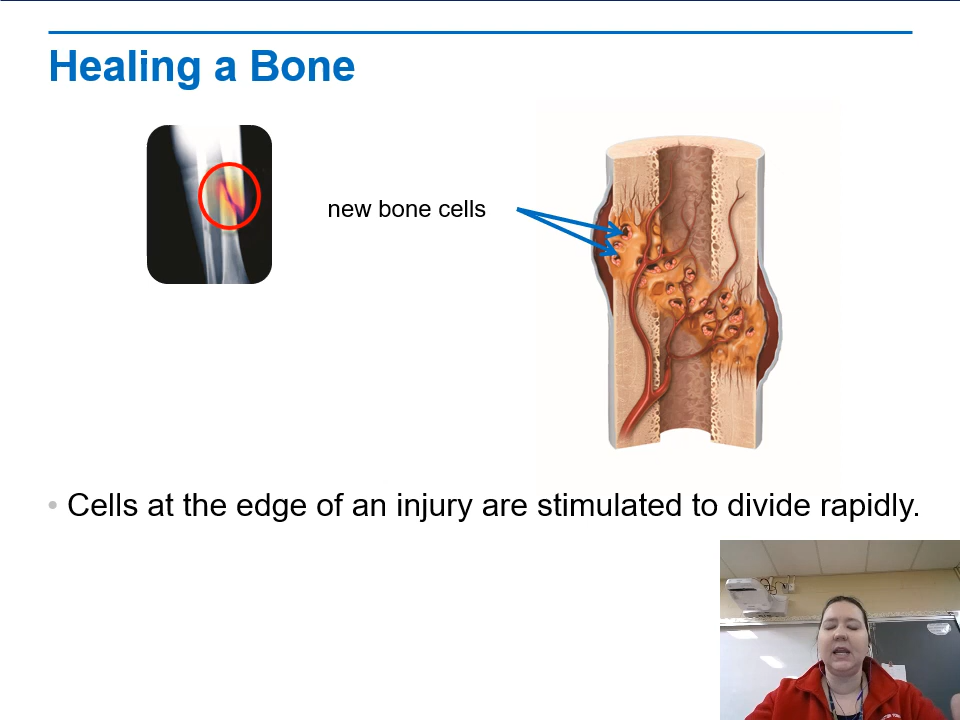 Healing a Bone
new bone cells
• Cells at the edge of an injury are stimulated to divide rapidly.